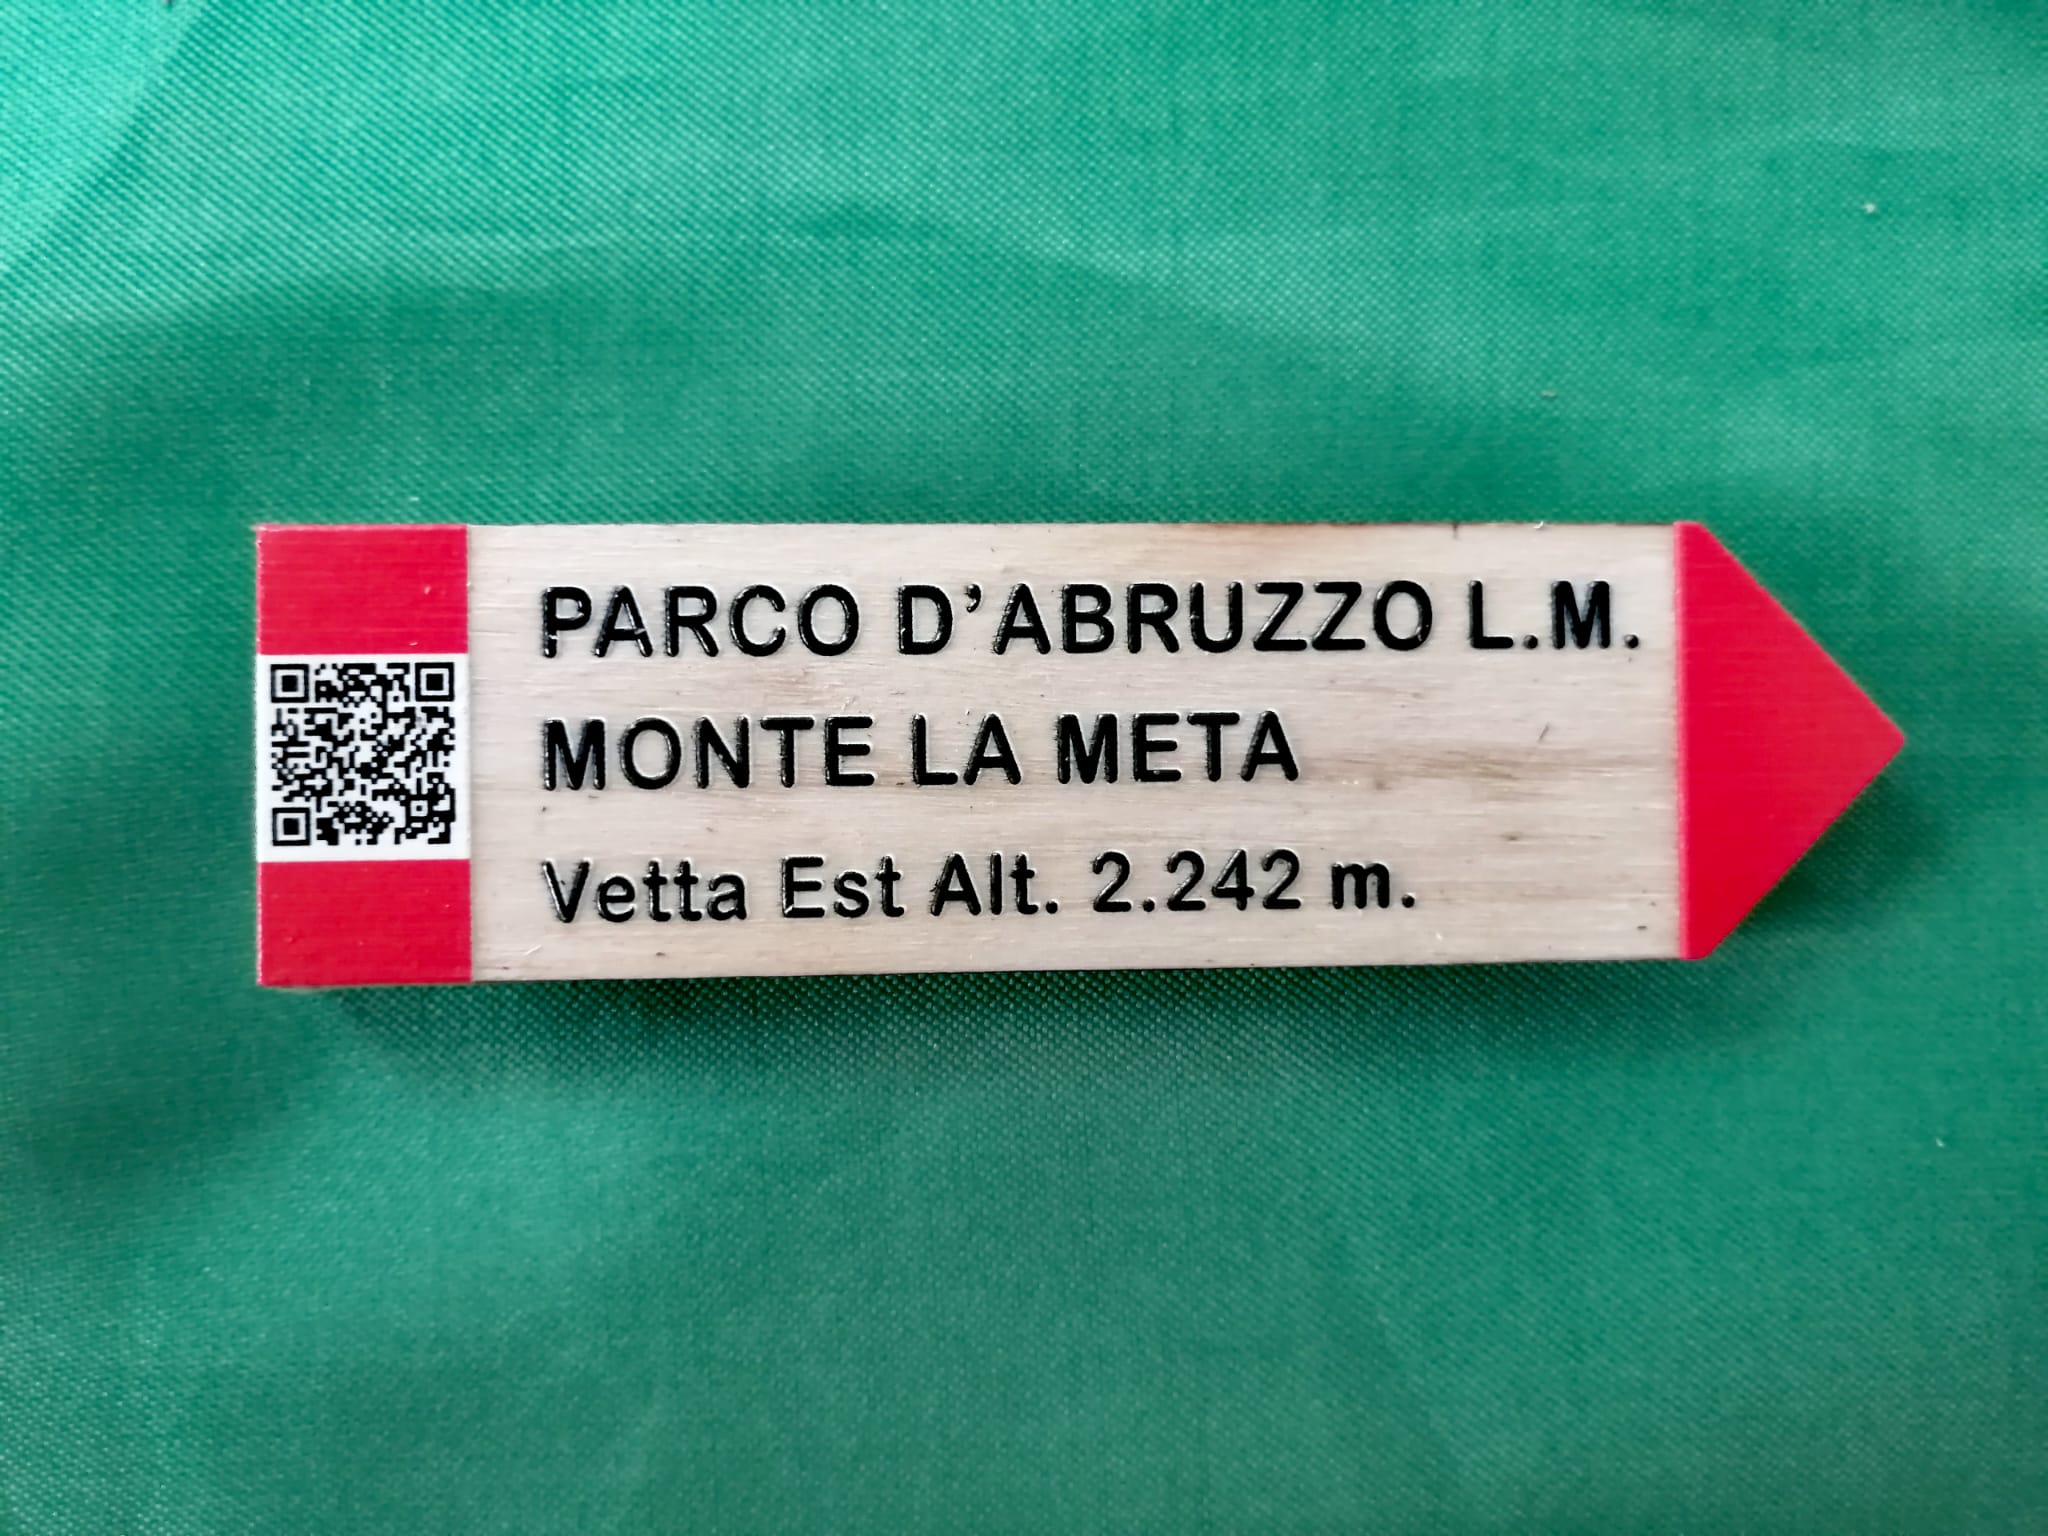 PARCO D'ABRUZZO L.M.
MONTE LA META
Vetta Est Alt. 2.242 m.